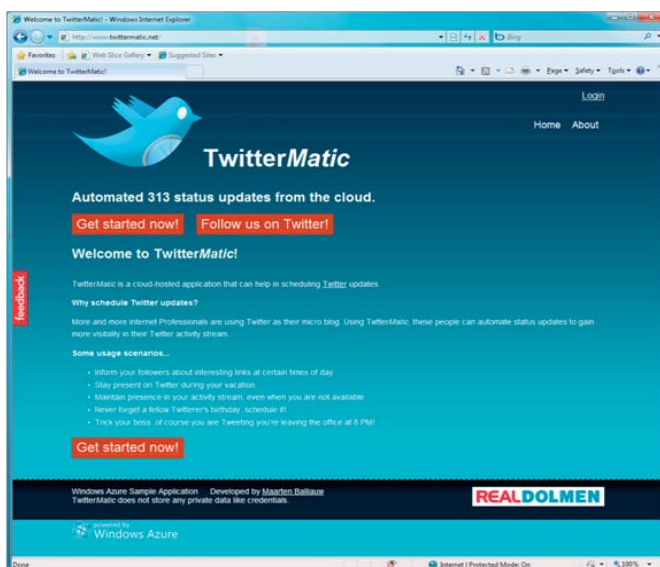 Welcome to TwitterMatic! - Windows Internet Explorer
http://www.twittermatic.net/
Bing
Favorites Web Slice Gallery Suggested Sites
Welcome to TwitterMatic! Page Safety Tools
Login
Home About
TwitterMatic
Automated 313 status updates from the cloud.
Get started now! Follow us on Twitter!
Welcome to TwitterMatic!
feedback
TwitterMatic is a cloud-hosted application that can help in scheduling Twitter updates.
Why schedule Twitter updates?
More and more Internet Professionals are using Twitter as their micro blog. Using TwitterMatic, these people can automate status updates to gain
more visibility in their Twitter activity stream.
Some usage scenarios...
• Inform your followers about interesting links at certain times of day
• Stay present on Twitter during your vacation
• Maintain presence in your activity stream, even when you are not available
• Never forget a fellow Twitterer's birthday: schedule it!
• Trick your boss: of course you are Tweeting you're leaving the office at 8 PM!
Get started now!
Windows Azure Sample Application Developed by Maarten Balliauw
TwitterMatic does not store any private data like credentials.
REALDOLMEN
powered by
Windows Azure
Done Internet | Protected Mode: On 100%